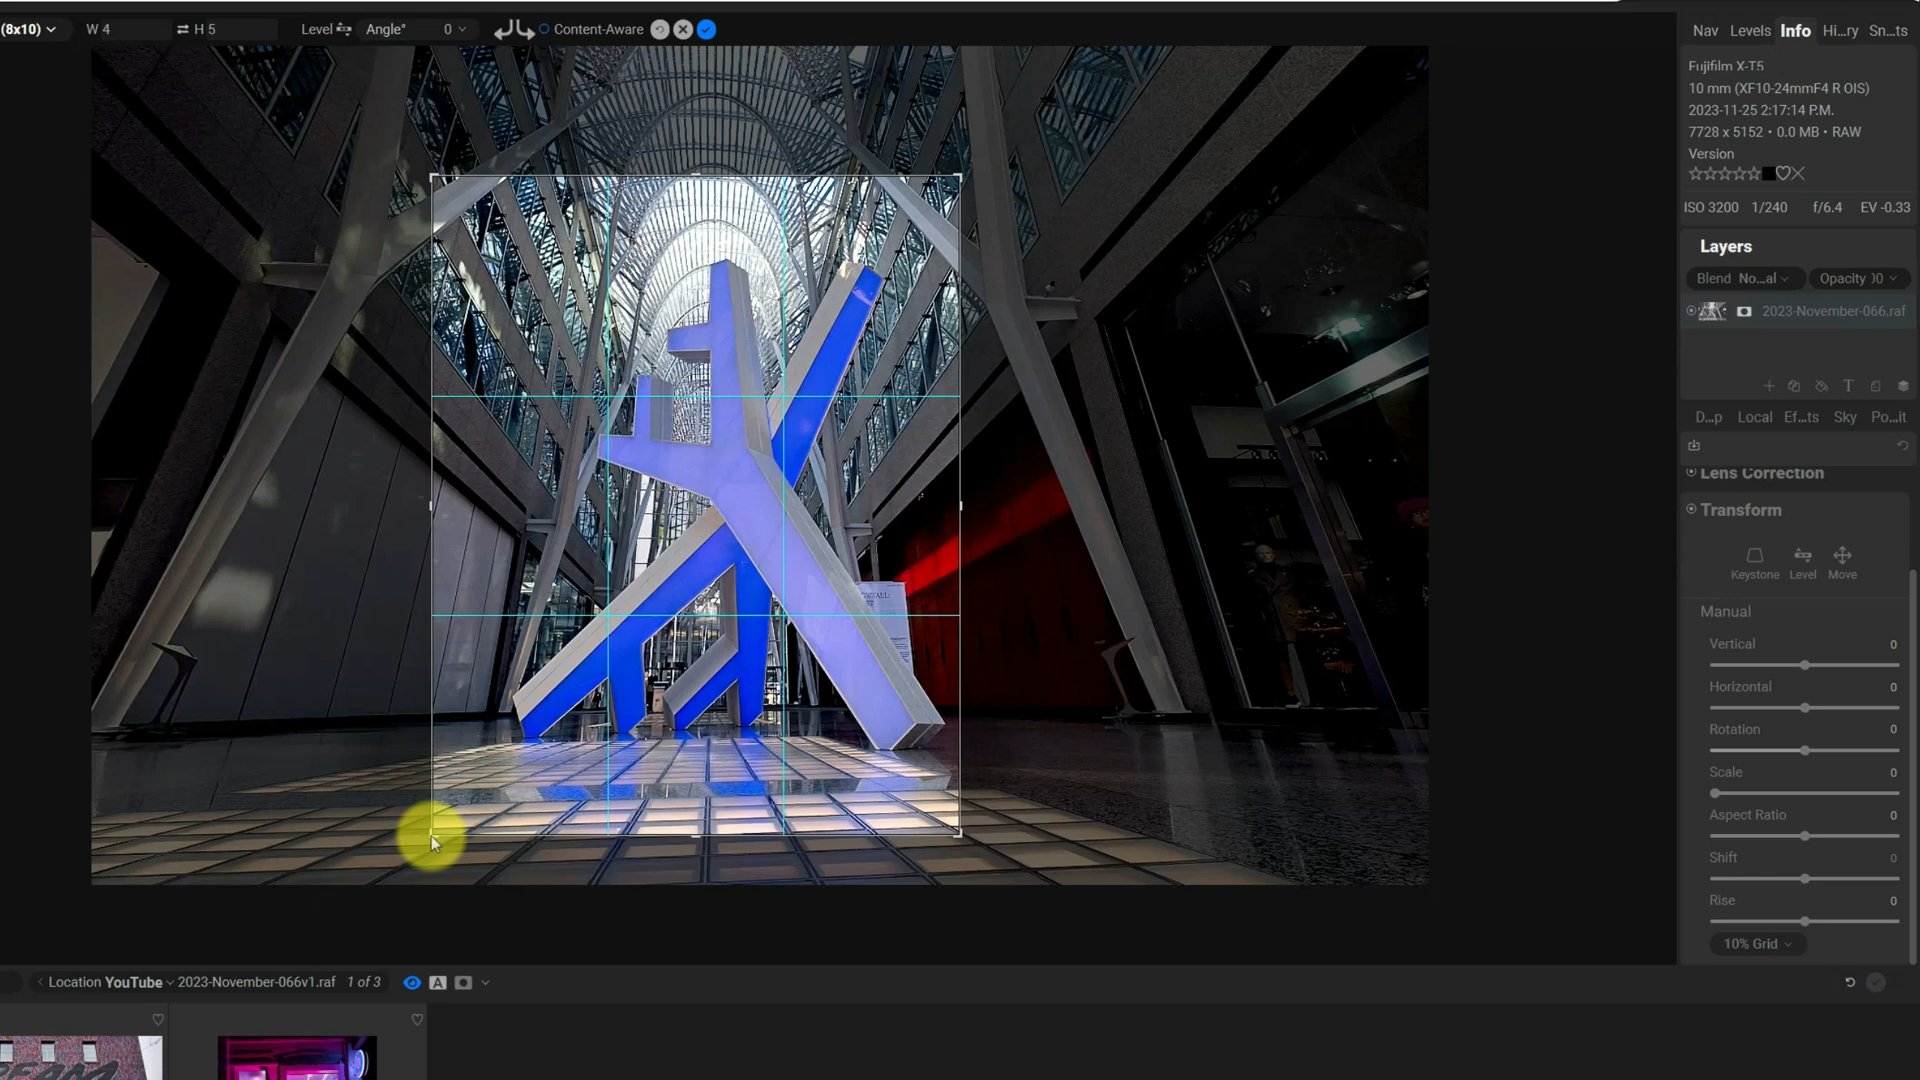 (8x10)
W 4
H 5
Level
Angle°
0
Content-Aware
Nav
Levels
Info
Hi...ry
Sn...ts
Fujifilm X-T5
10 mm (XF10-24mmF4 R OIS)
2023-11-25 2:17:14 P.M.
7728 x 5152 • 0.0 MB • RAW
Version
ISO 3200
1/240
f/6.4
EV -0.33
Layers
Blend No...al
Opacity
2023-November-066.raf
T
D...p
Local
Ef...ts
Sky
Po...it
Lens Correction
Transform
Keystone
Level
Move
Manual
Vertical 0
Horizontal 0
Rotation 0
Scale 0
Aspect Ratio 0
Shift 0
Rise 0
10% Grid
Location YouTube
2023-November-066v1.raf
1 of 3
A